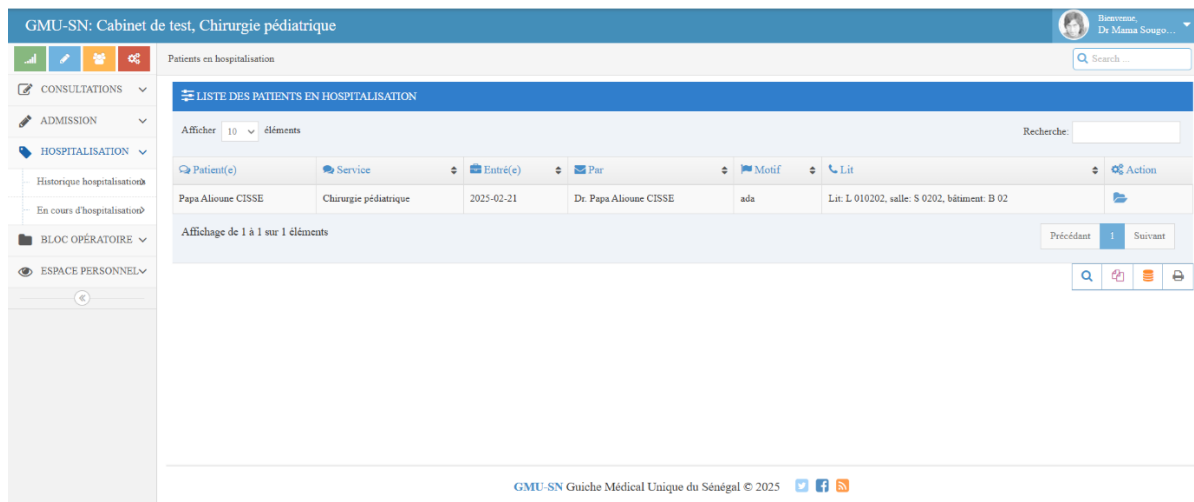 GMU-SN: Cabinet de test, Chirurgie pédiatrique
Bienvenue,
Dr Mama Sougo...
Patients en hospitalisation
Search ...
CONSULTATIONS
ADMISSION
HOSPITALISATION
Historique hospitalisations
En cours d'hospitalisation
BLOC OPÉRATOIRE
ESPACE PERSONNEL
LISTE DES PATIENTS EN HOSPITALISATION
Afficher 10 éléments
Recherche:
Patient(e) Service Entré(e) Par Motif Lit Action
Papa Alioune CISSE Chirurgie pédiatrique 2025-02-21 Dr. Papa Alioune CISSE ada Lit: L 010202, salle: S 0202, bâtiment: B 02
Affichage de 1 à 1 sur 1 éléments
Précédant 1 Suivant
GMU-SN Guiche Médical Unique du Sénégal © 2025